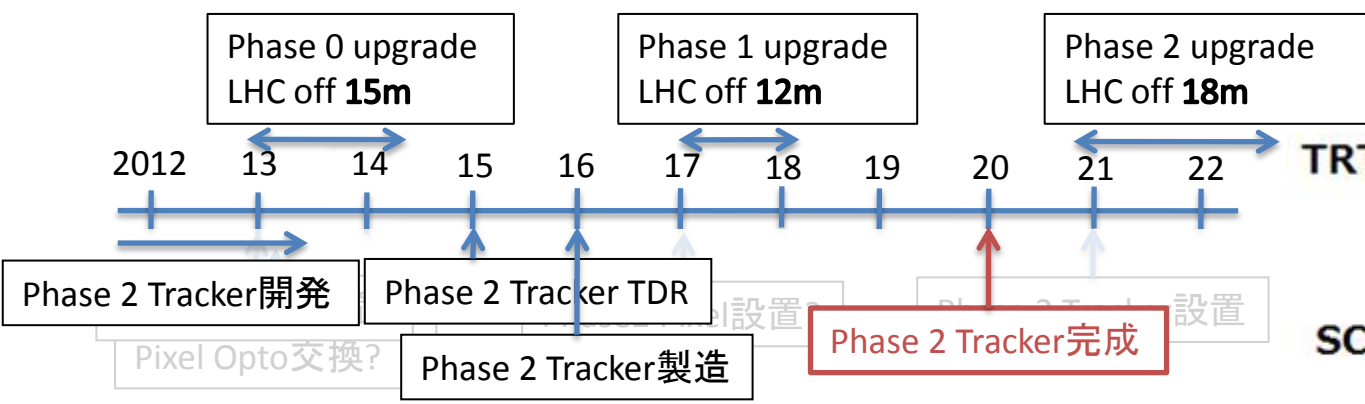 Phase 0 upgrade
LHC off 15m
Phase 1 upgrade
LHC off 12m
Phase 2 upgrade
LHC off 18m
2012 13 14 15 16 17 18 19 20 21 22
Phase 2 Tracker開発
Phase 2 Tracker TDR
設置?
設置
Pixel Opto交換?
Phase 2 Tracker製造
Phase 2 Tracker完成